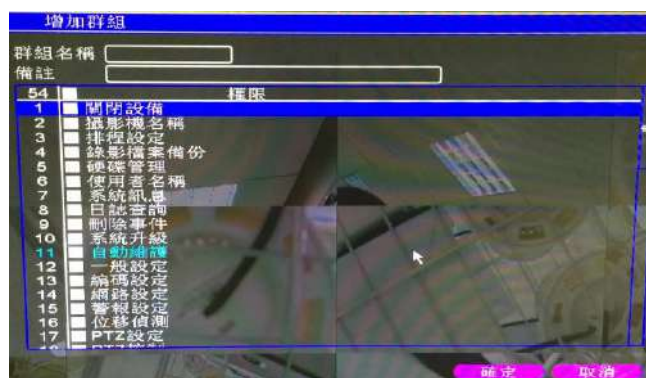 增加群組
群組名稱
備註
54 權限
1 關閉設備
2 攝影機名稱
3 排程設定
4 錄影檔案備份
5 硬碟管理
6 使用者名稱
7 系統訊息
8 日誌查詢
9 刪除事件
10 系統升級
11 自動維護
12 一般設定
13 編碼設定
14 網路設定
15 警報設定
16 位移偵測
17 PTZ設定
確定 取消